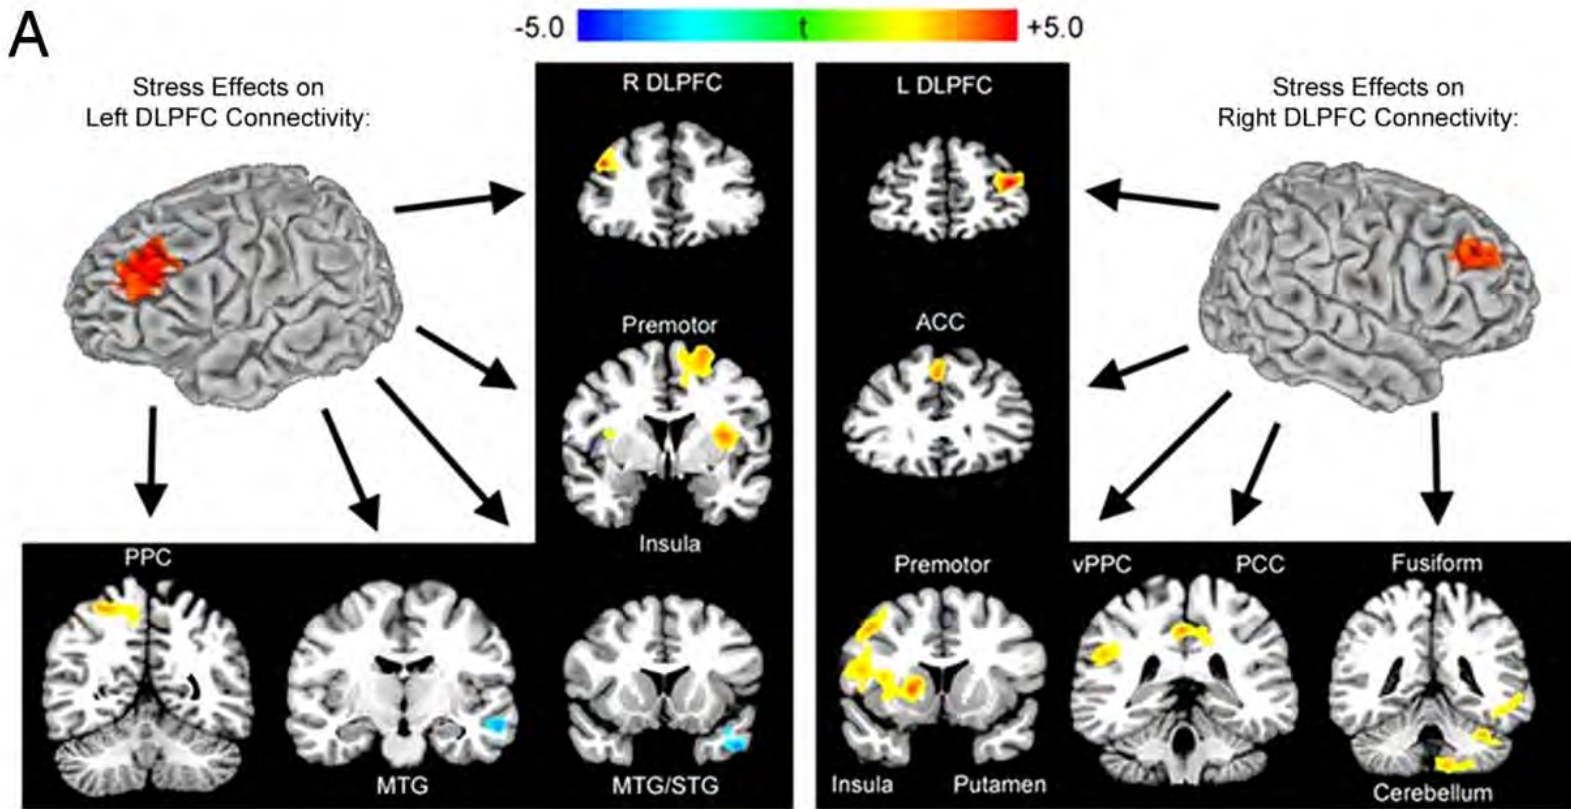 A
-5.0 t +5.0
Stress Effects on
Left DLPFC Connectivity:
R DLPFC
L DLPFC
Stress Effects on
Right DLPFC Connectivity:
Premotor
ACC
Insula
PPC
MTG
MTG/STG
Premotor
vPPC
PCC
Fusiform
Insula
Putamen
Cerebellum